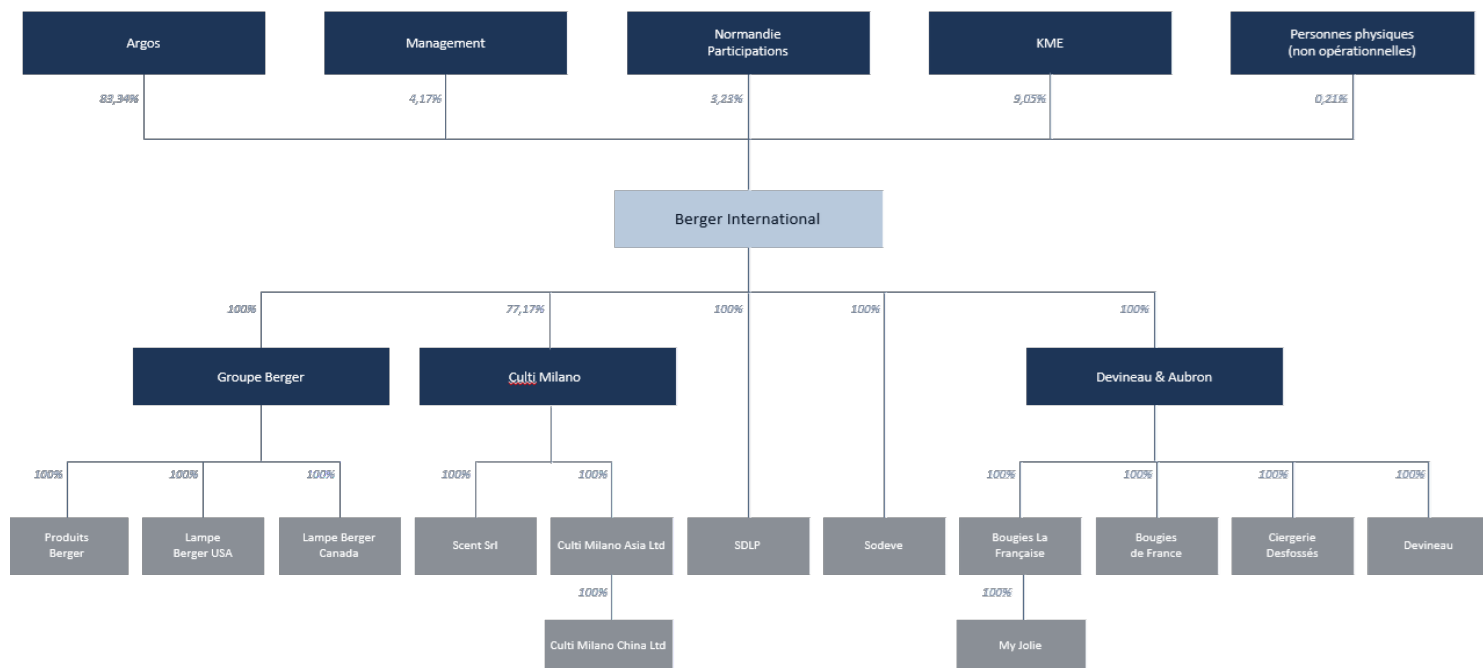 Argos
Management
Normandie
Participations
KME
Personnes physiques
(non opérationnelles)
83,34%
4,17%
3,23%
9,05%
0,21%
Berger International
100%
77,17%
100%
100%
100%
Groupe Berger
Culti Milano
Devineau & Aubron
100%
100%
100%
100%
100%
100%
100%
100%
100%
Produits
Berger
Lampe
Berger USA
Lampe Berger
Canada
Scent Srl
Culti Milano Asia Ltd
SDLP
Sodeve
Bougies La
Française
Bougies
de France
Ciergerie
Desfossés
Devineau
100%
100%
Culti Milano China Ltd
My Jolie